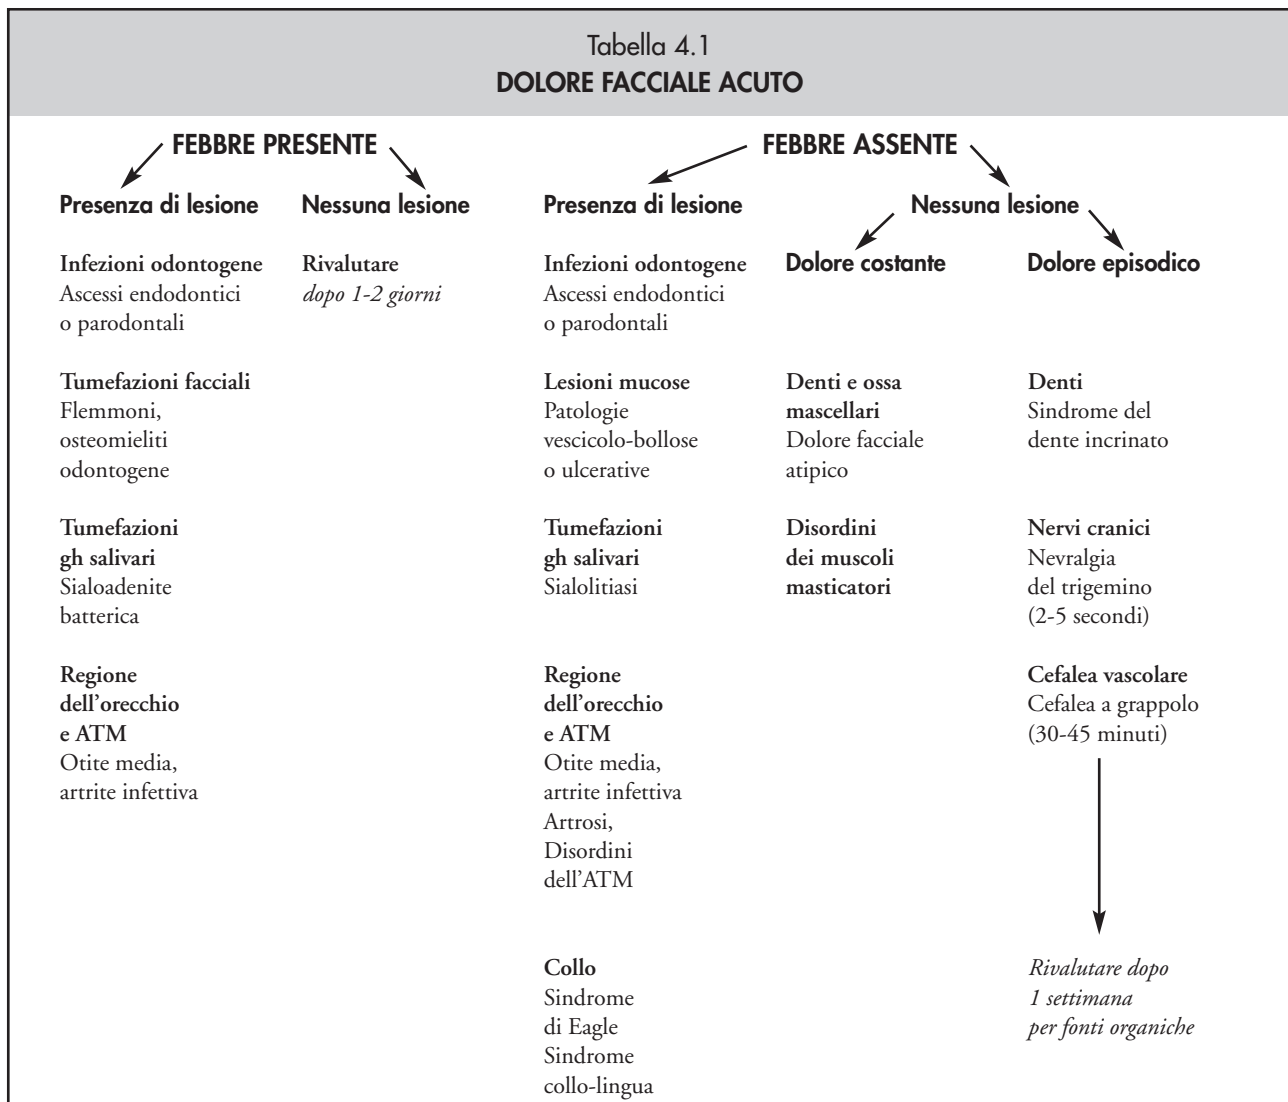 Tabella 4.1
DOLORE FACCIALE ACUTO
FEBBRE PRESENTE
Presenza di lesione
Infezioni odontogene
Ascessi endodontici
o parodontali
Tumefazioni facciali
Flemmoni,
osteomieliti
odontogene
Tumefazioni
gh salivari
Sialoadenite
batterica
Regione
dell'orecchio
e ATM
Otite media,
artrite infettiva
Nessuna lesione
Rivalutare
dopo 1-2 giorni
FEBBRE ASSENTE
Presenza di lesione
Infezioni odontogene
Ascessi endodontici
o parodontali
Lesioni mucose
Patologie
vescicolo-bollose
o ulcerative
Tumefazioni
gh salivari
Sialolitiasi
Regione
dell'orecchio
e ATM
Otite media,
artrite infettiva
Artrosi,
Disordini
dell'ATM
Collo
Sindrome
di Eagle
Sindrome
collo-lingua
Nessuna lesione
Dolore costante
Denti e ossa
mascellari
Dolore facciale
atipico
Disordini
dei muscoli
masticatori
Dolore episodico
Denti
Sindrome del
dente incrinato
Nervi cranici
Nevralgia
del trigemino
(2-5 secondi)
Cefalea vascolare
Cefalea a grappolo
(30-45 minuti)
Rivalutare dopo
1 settimana
per fonti organiche